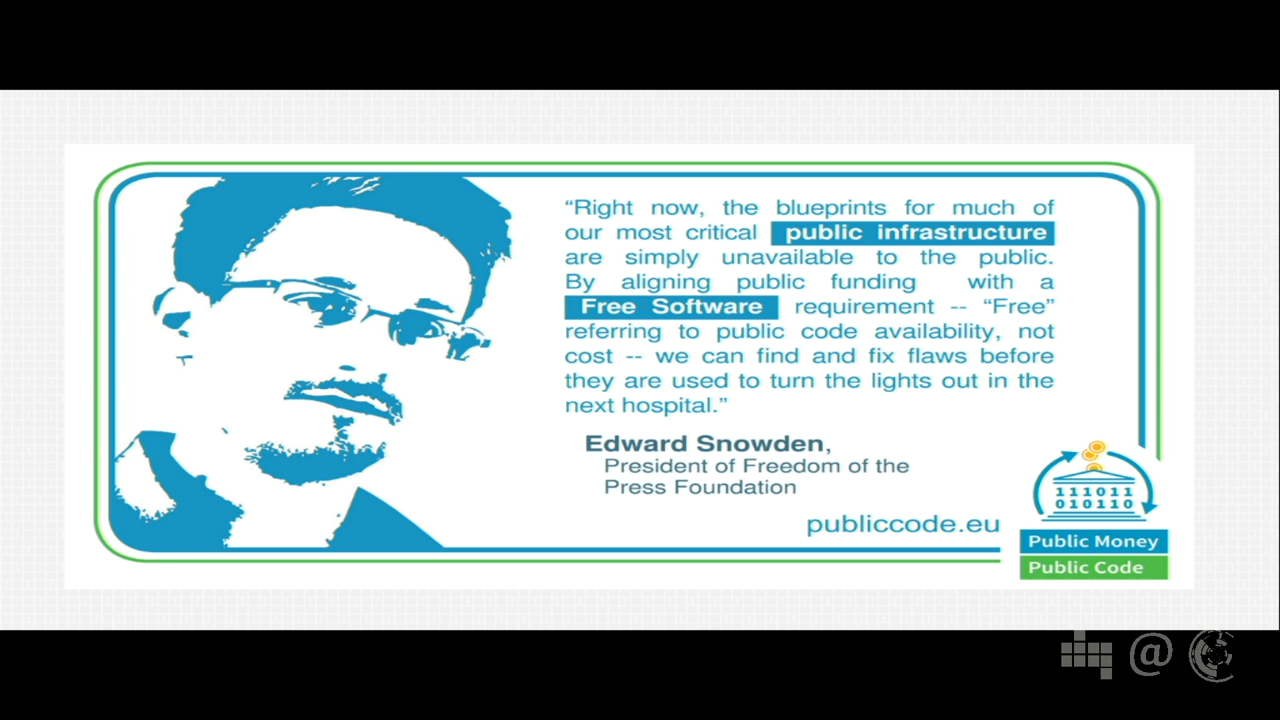 “Right now, the blueprints for much of
our most critical public infrastructure
are simply unavailable to the public.
By aligning public funding with a
Free Software requirement -- “Free”
referring to public code availability, not
cost -- we can find and fix flaws before
they are used to turn the lights out in the
next hospital.”
Edward Snowden,
President of Freedom of the
Press Foundation
publiccode.eu
111011
010110
Public Money
Public Code
@